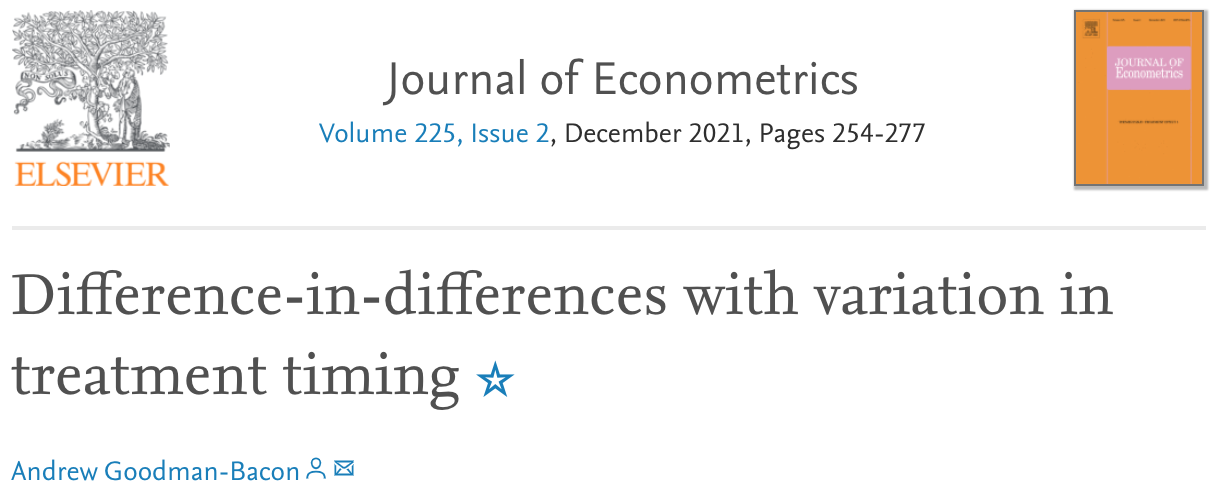 Journal of Econometrics
Volume 225, Issue 2, December 2021, Pages 254-277
ELSEVIER
JOURNAL OF
Econometrics
Difference-in-differences with variation in
treatment timing
Andrew Goodman-Bacon